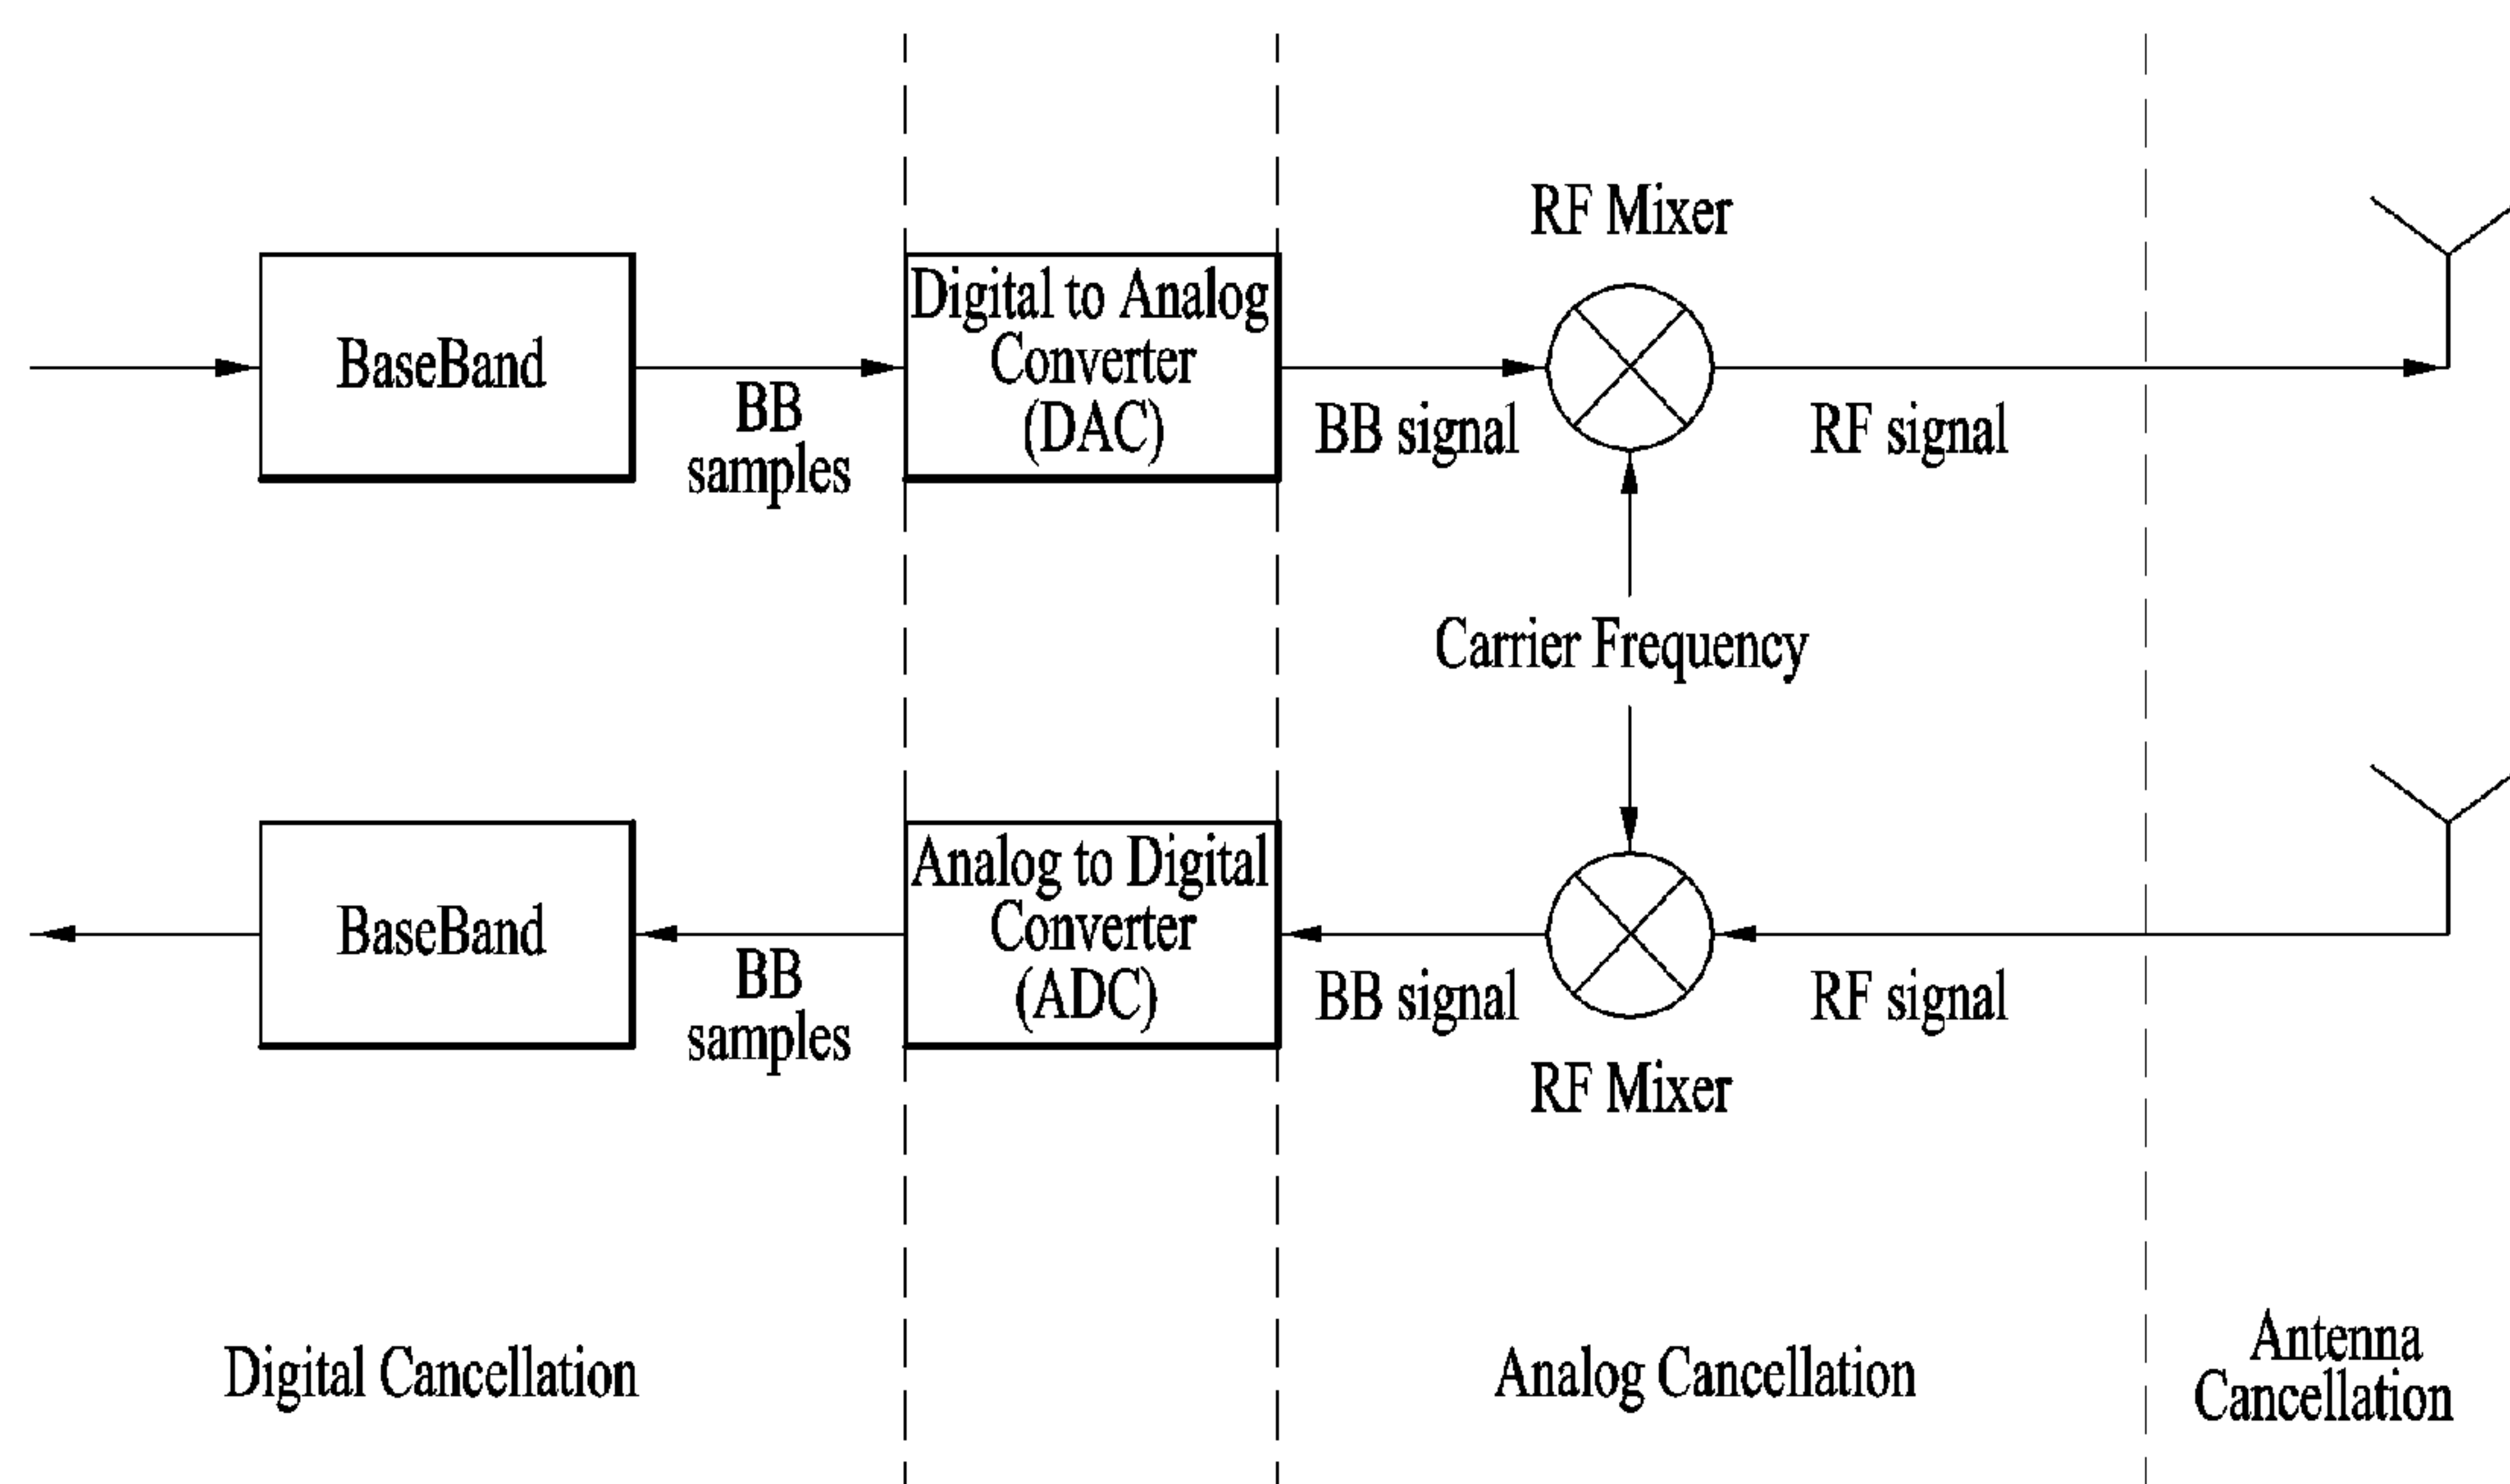 RF Mixer
BaseBand
BB
samples
Digital to Analog
Converter
(DAC)
BB signal
RF signal
Carrier Frequency
BaseBand
BB
samples
Analog to Digital
Converter
(ADC)
BB signal
RF signal
RF Mixer
Digital Cancellation
Analog Cancellation
Antenna
Cancellation